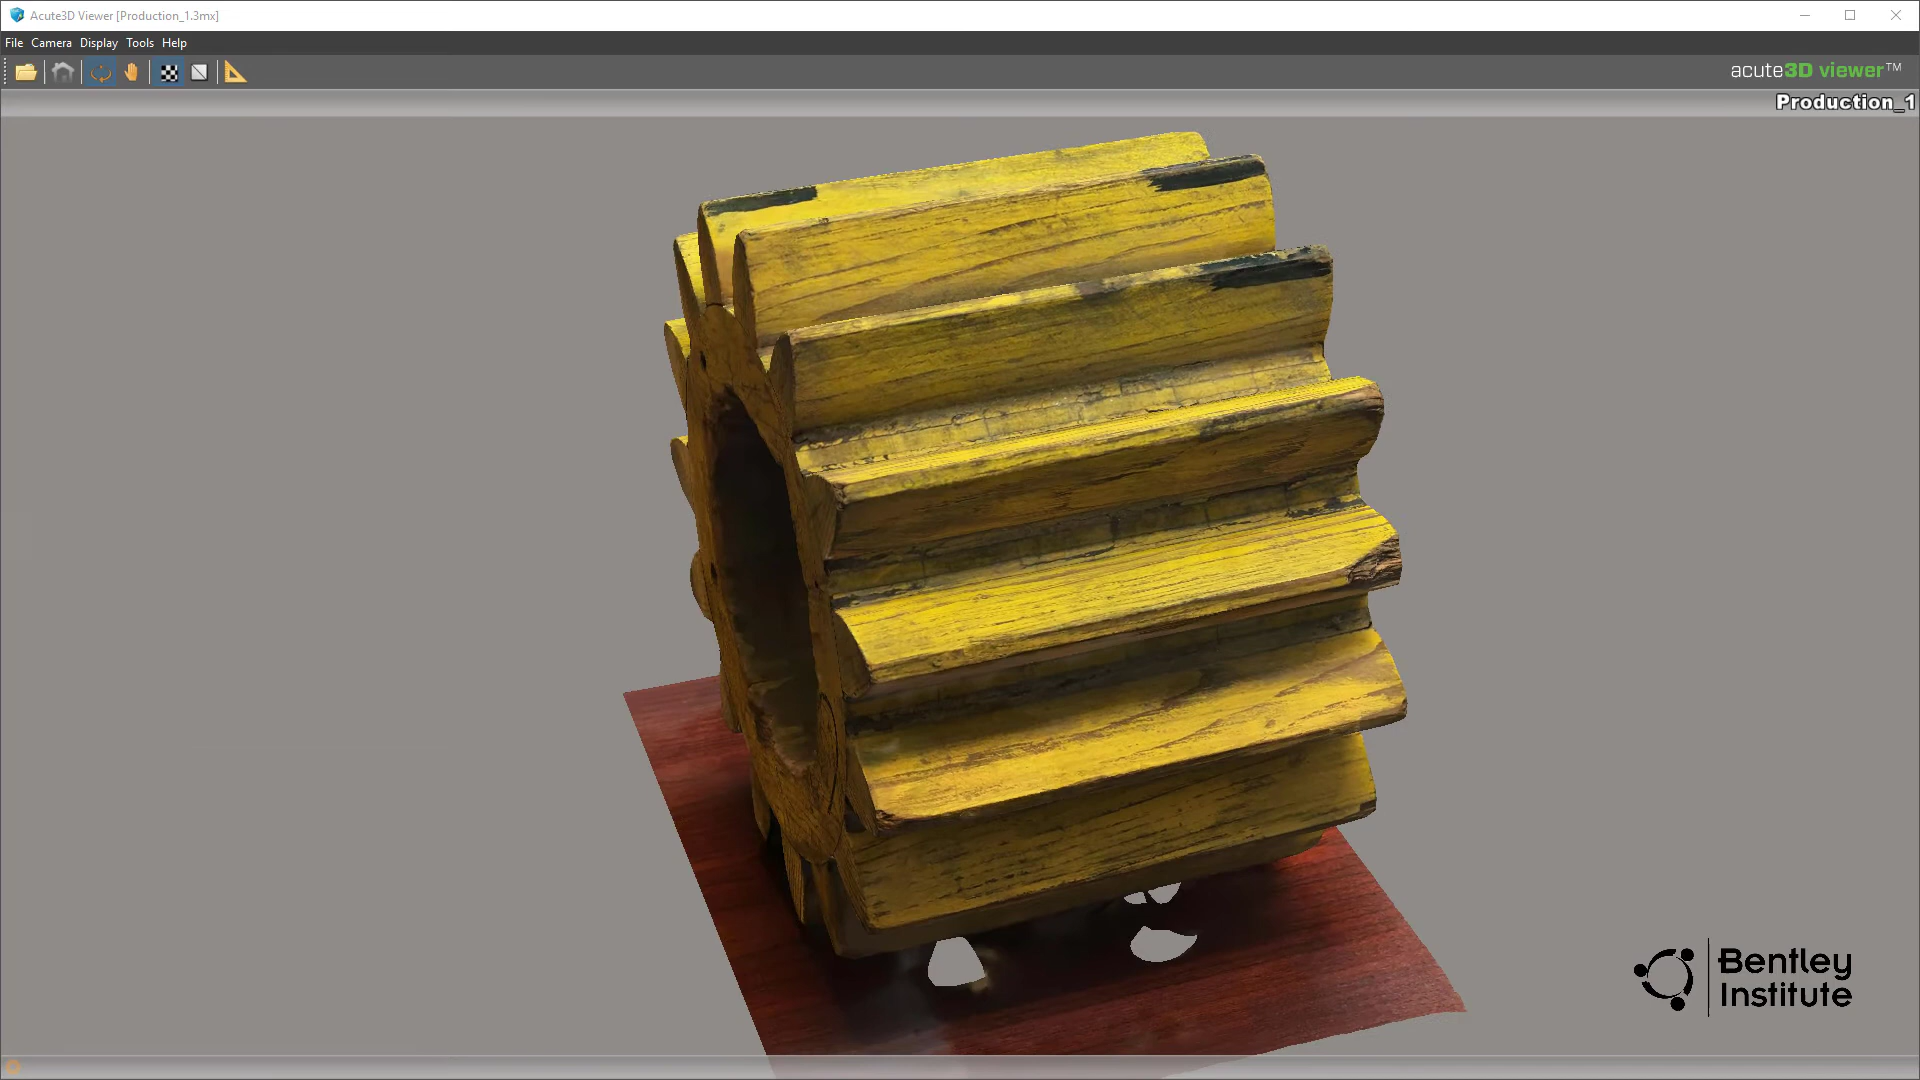 Acute3D Viewer [Production_1.3mx]
File Camera Display Tools Help
acute3D viewer™
Production_1
Bentley
Institute